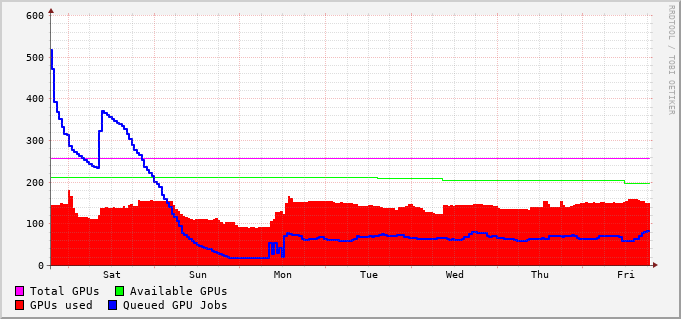 RRDTOOL / TOBI OETIKER
600
500
400
300
200
100
0
Sat Sun Mon Tue Wed Thu Fri
Total GPUs Available GPUs
GPUs used Queued GPU Jobs